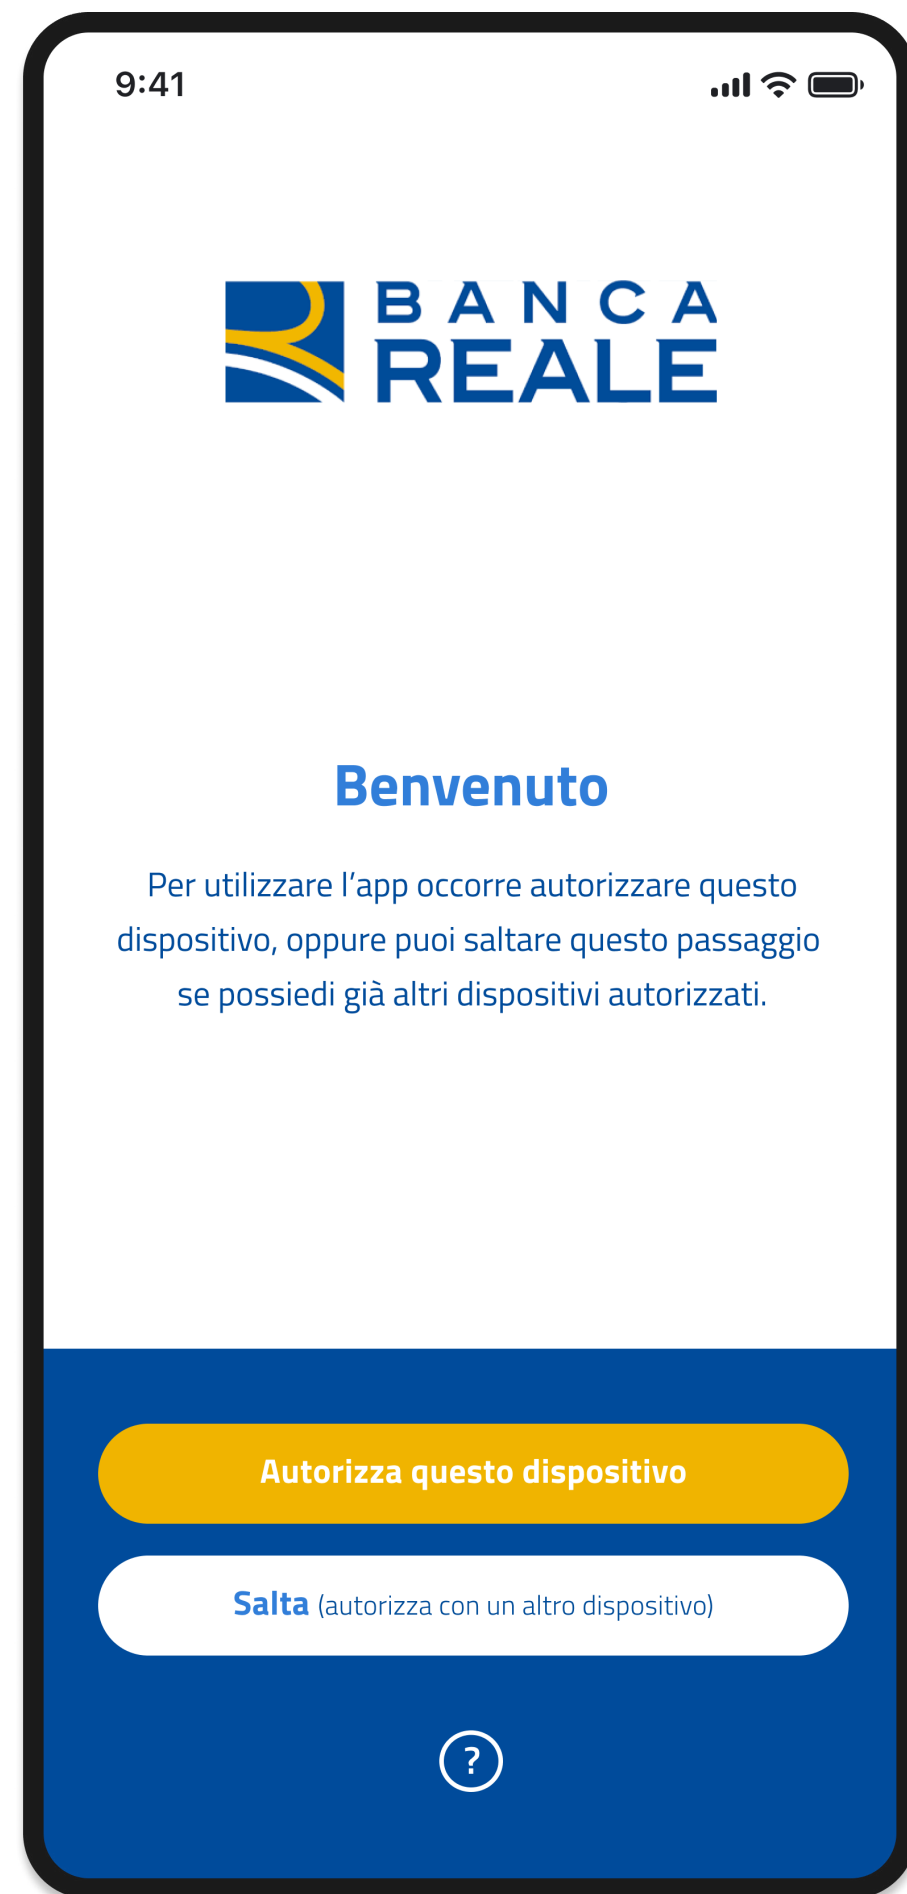 9:41
BANCA
REALE
Benvenuto
Per utilizzare l’app occorre autorizzare questo
dispositivo, oppure puoi saltare questo passaggio
se possiedi già altri dispositivi autorizzati.
Autorizza questo dispositivo
Salta (autorizza con un altro dispositivo)
?